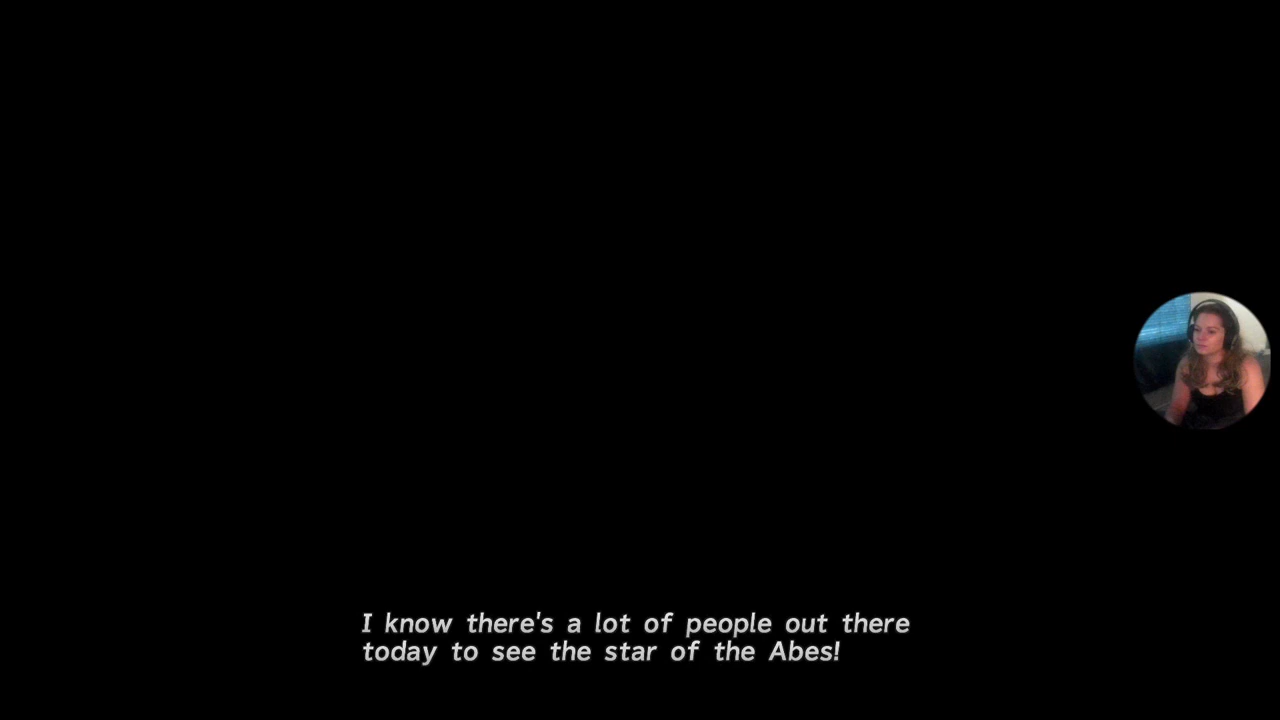 I know there's a lot of people out there
today to see the star of the Abes!